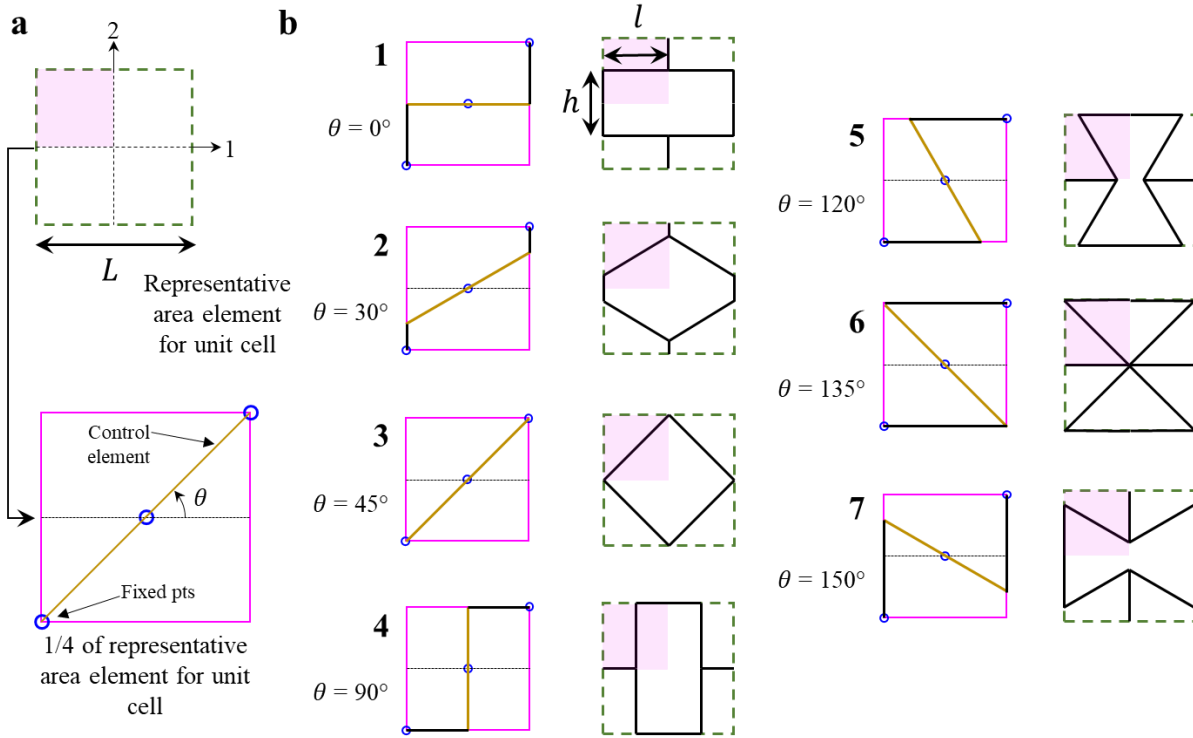 a
2
1
L
Representative
area element
for unit cell
Control
element
θ
Fixed pts
1/4 of representative
area element for unit
cell
b
1
θ = 0°
l
h
2
θ = 30°
3
θ = 45°
4
θ = 90°
5
θ = 120°
6
θ = 135°
7
θ = 150°